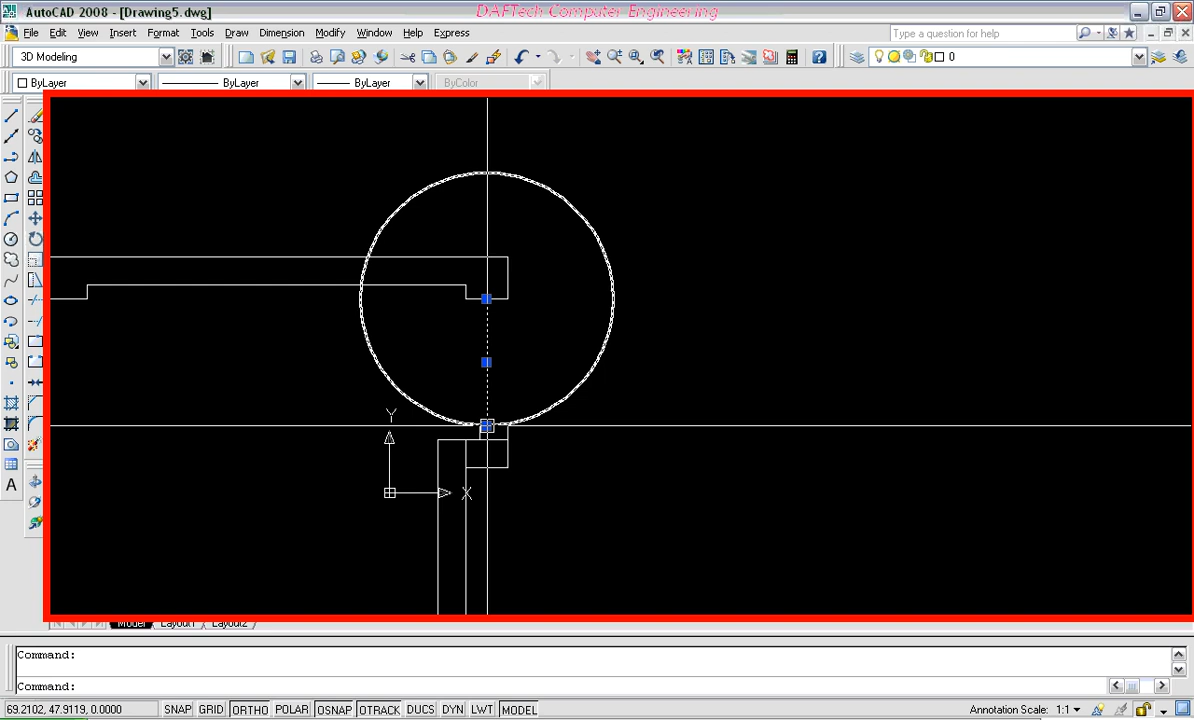 AutoCAD 2008 - [Drawing5.dwg]
DAFTech Computer Engineering
File Edit View Insert Format Tools Draw Dimension Modify Window Help Express
Type a question for help
3D Modeling
0
ByLayer
ByLayer
ByLayer
ByColor
Y
X
A
Model Layout1 Layout2
Command:
Command:
69.2102, 47.9119, 0.0000
SNAP GRID ORTHO POLAR OSNAP OTRACK DUCS DYN LWT MODEL
Annotation Scale: 1:1